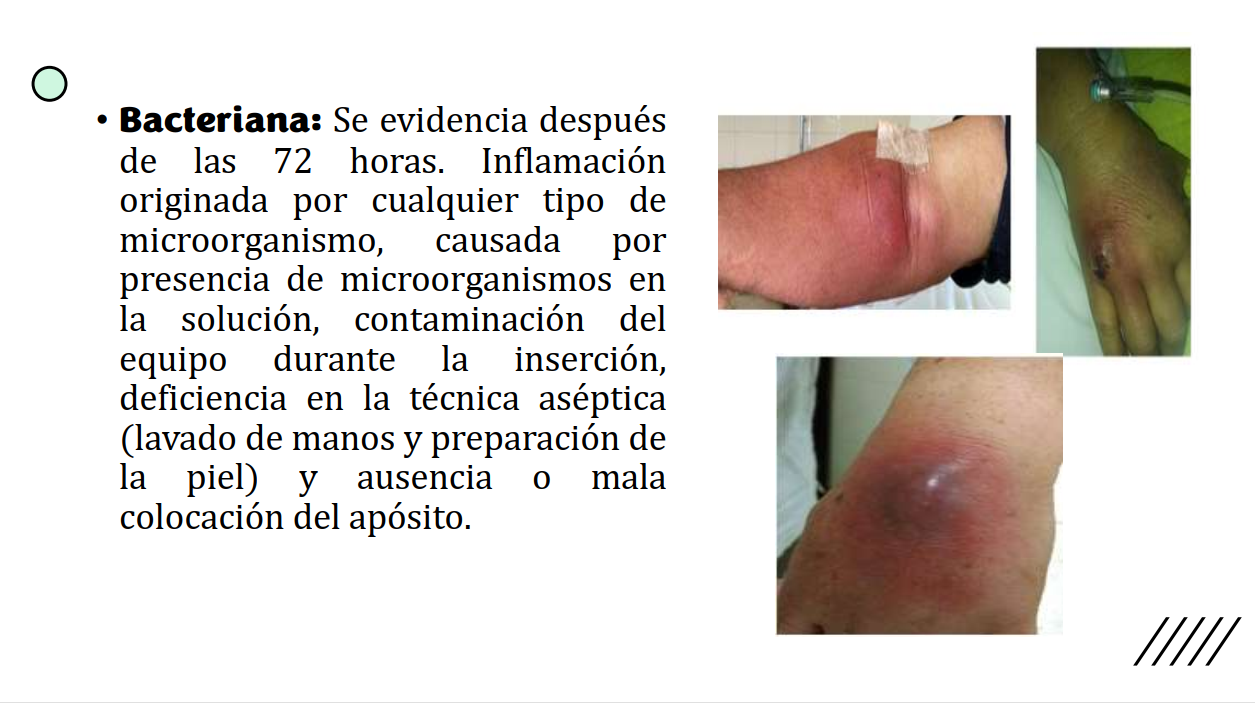 • Bacteriana: Se evidencia después
de las 72 horas. Inflamación
originada por cualquier tipo de
microorganismo, causada por
presencia de microorganismos en
la solución, contaminación del
equipo durante la inserción,
deficiencia en la técnica aséptica
(lavado de manos y preparación de
la piel) y ausencia o mala
colocación del apósito.